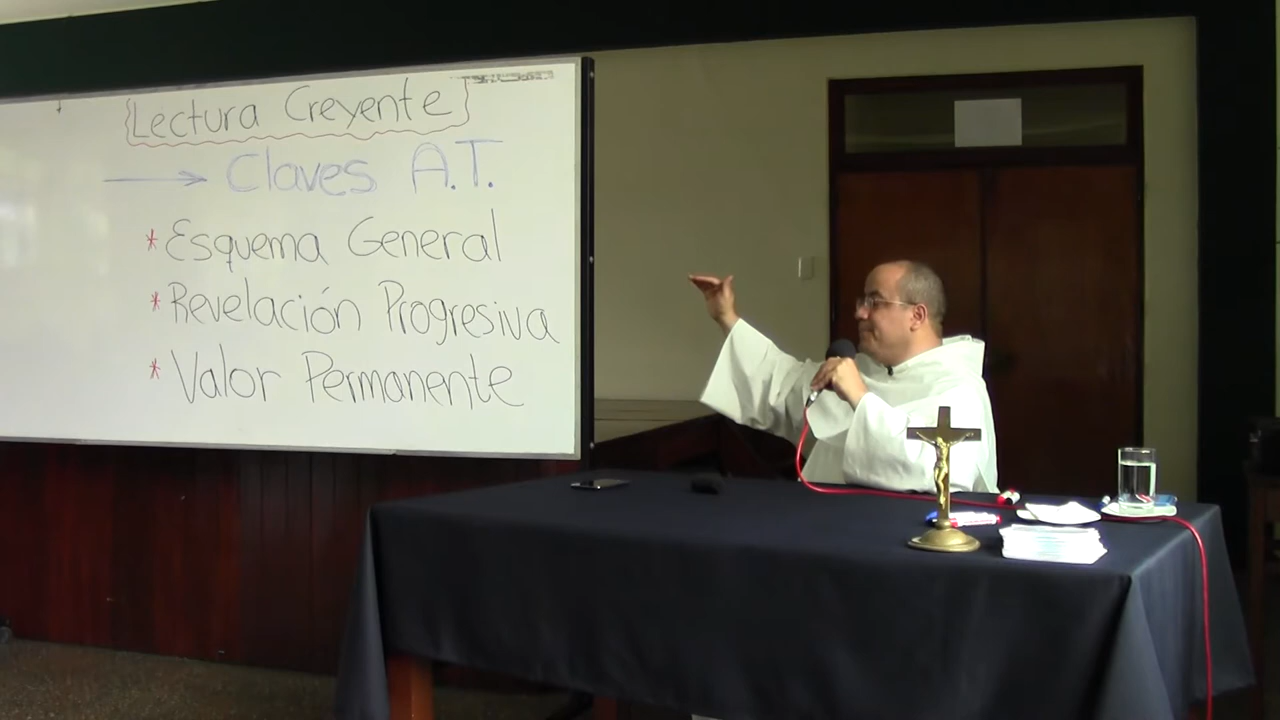 {Lectura Creyente}
→ Claves A.T.
* Esquema General
* Revelación Progresiva
* Valor Permanente